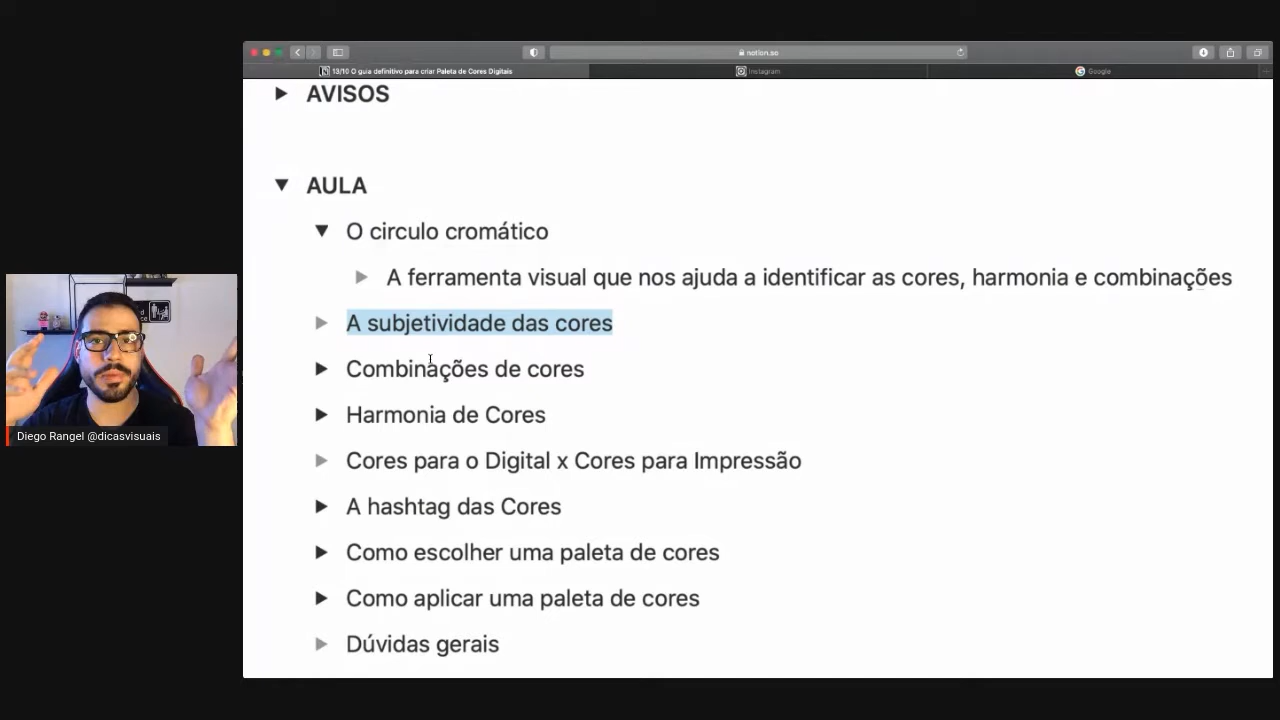 notion.so
13/10 O guia definitivo para criar Paleta de Cores Digitais
Instagram
Google
AVISOS
AULA
O circulo cromático
A ferramenta visual que nos ajuda a identificar as cores, harmonia e combinações
A subjetividade das cores
Combinações de cores
Harmonia de Cores
Cores para o Digital x Cores para Impressão
A hashtag das Cores
Como escolher uma paleta de cores
Como aplicar uma paleta de cores
Dúvidas gerais
Diego Rangel @dicasvisuais